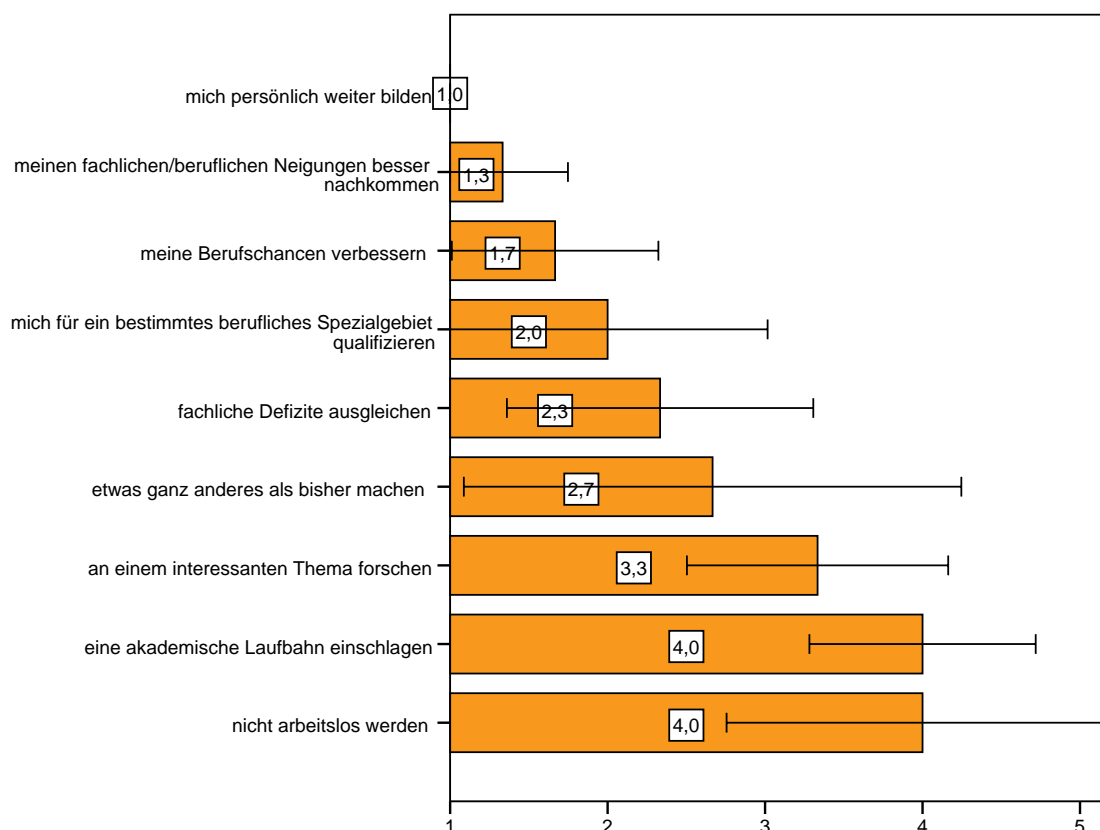 mich persönlich weiter bilden
1,0
meinen fachlichen/beruflichen Neigungen besser
nachkommen
1,3
meine Berufschancen verbessern
1,7
mich für ein bestimmtes berufliches Spezialgebiet
qualifizieren
2,0
fachliche Defizite ausgleichen
2,3
etwas ganz anderes als bisher machen
2,7
an einem interessanten Thema forschen
3,3
eine akademische Laufbahn einschlagen
4,0
nicht arbeitslos werden
4,0
1 2 3 4 5